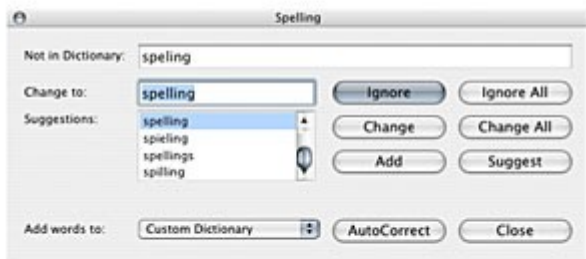 Spelling
Not in Dictionary: speling
Change to: spelling Ignore Ignore All
Suggestions: spelling Change Change All
spieling
spellings Add Suggest
spilling
Add words to: Custom Dictionary AutoCorrect Close